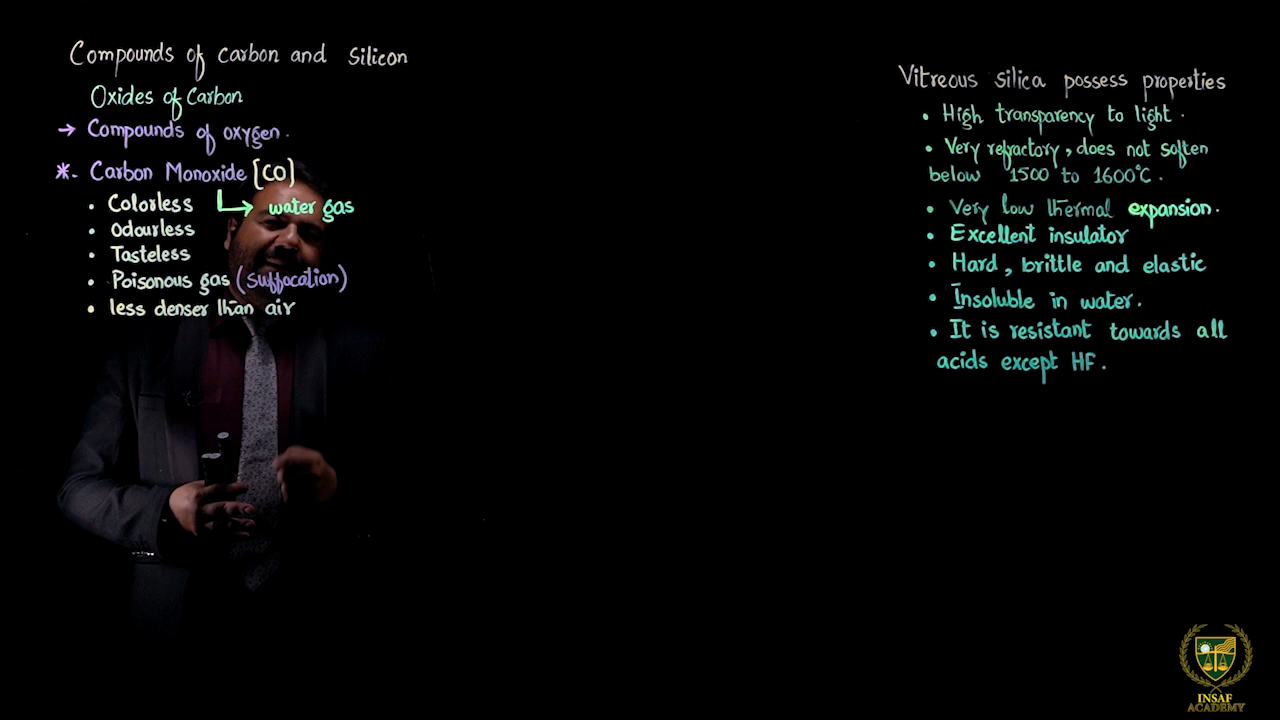 Compounds of Carbon and Silicon
Oxides of Carbon
→ Compounds of oxygen.
*- Carbon Monoxide [CO]
• Colorless → water gas
• Odourless
• Tasteless
• Poisonous gas (suffocation)
• less denser than air
Vitreous silica possess properties
• High transparency to light.
• Very refractory, does not soften
below 1500 to 1600°C.
• Very low thermal expansion.
• Excellent insulator
• Hard, brittle and elastic
• Insoluble in water.
• It is resistant towards all
acids except HF.
INSAF
ACADEMY